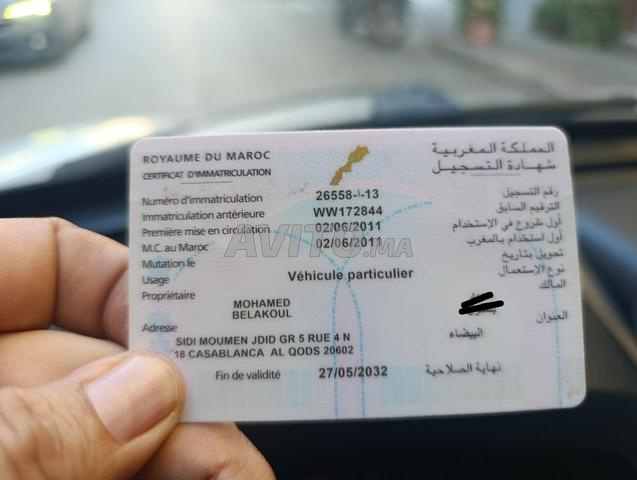 ROYAUME DU MAROC المملكة المغربية
CERTIFICAT D'IMMATRICULATION شهادة التسجيل
Numéro d'immatriculation 26558-أ-13 رقم التسجيل
Immatriculation antérieure WW172844 الترقيم السابق
Première mise en circulation 02/06/2011 أول شروع في الإستخدام
M.C. au Maroc 02/06/2011 أول استخدام بالمغرب
Mutation le تحويل بتاريخ
Usage Véhicule particulier نوع الإستعمال
Propriétaire المالك
MOHAMED
BELAKOUL
Adresse العنوان
SIDI MOUMEN JDID GR 5 RUE 4 N البيضاء
18 CASABLANCA AL QODS 20602
Fin de validité 27/05/2032 نهاية الصلاحية
AVITO.MA